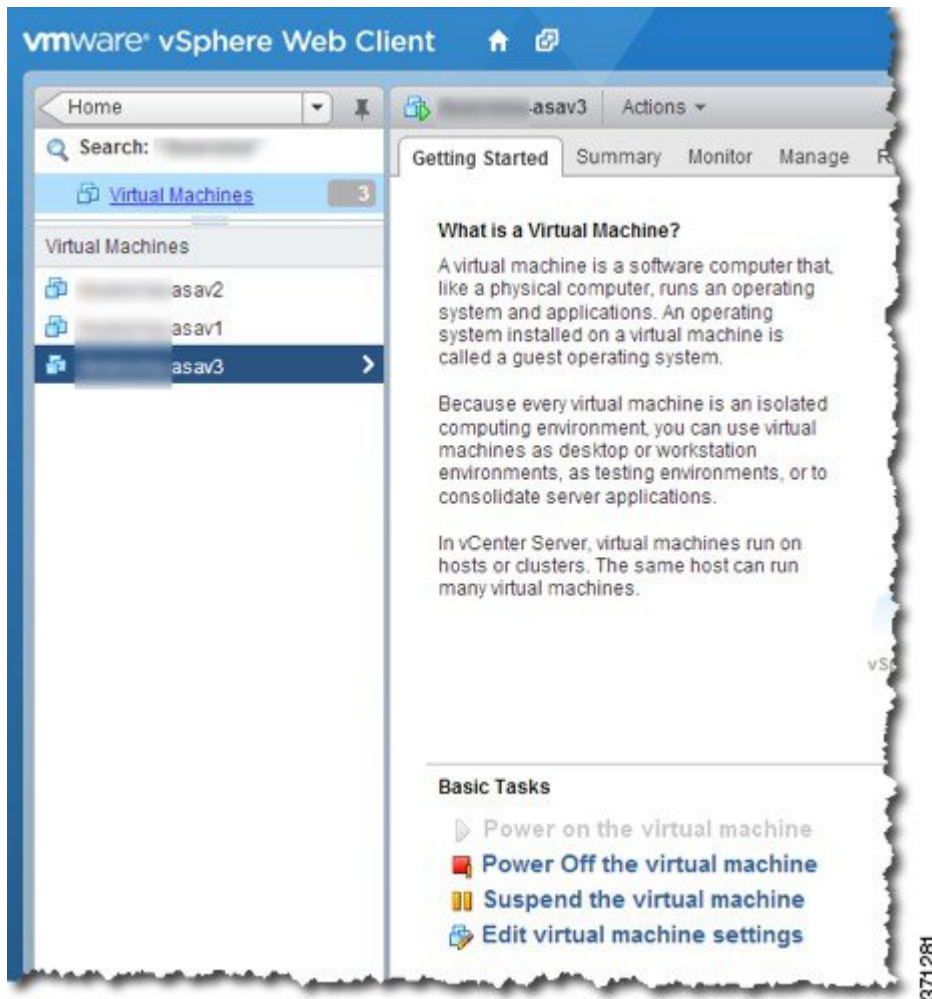 vmware® vSphere Web Client
Home
Search:
Virtual Machines 3
Virtual Machines
asav2
asav1
asav3
asav3 Actions
Getting Started Summary Monitor Manage
What is a Virtual Machine?
A virtual machine is a software computer that,
like a physical computer, runs an operating
system and applications. An operating
system installed on a virtual machine is
called a guest operating system.
Because every virtual machine is an isolated
computing environment, you can use virtual
machines as desktop or workstation
environments, as testing environments, or to
consolidate server applications.
In vCenter Server, virtual machines run on
hosts or clusters. The same host can run
many virtual machines.
Basic Tasks
Power on the virtual machine
Power Off the virtual machine
Suspend the virtual machine
Edit virtual machine settings
371281